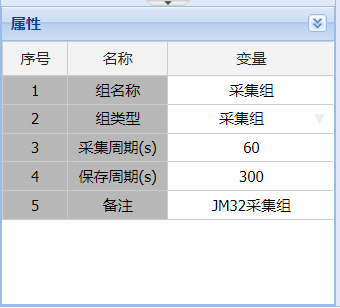 属性
序号 名称 变量
1 组名称 采集组
2 组类型 采集组
3 采集周期(s) 60
4 保存周期(s) 300
5 备注 JM32采集组